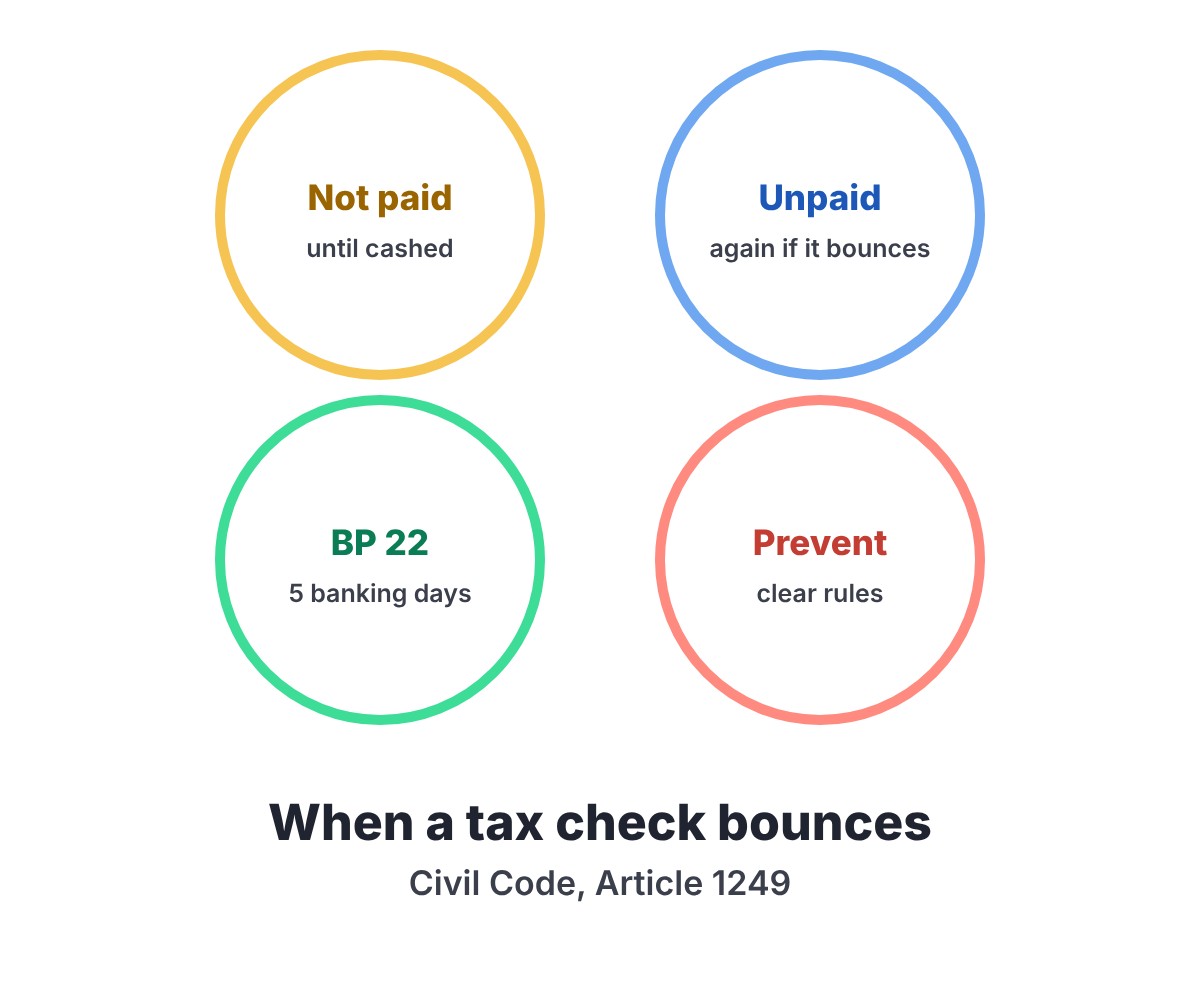 Not paid
until cashed
Unpaid
again if it bounces
BP 22
5 banking days
Prevent
clear rules
When a tax check bounces
Civil Code, Article 1249